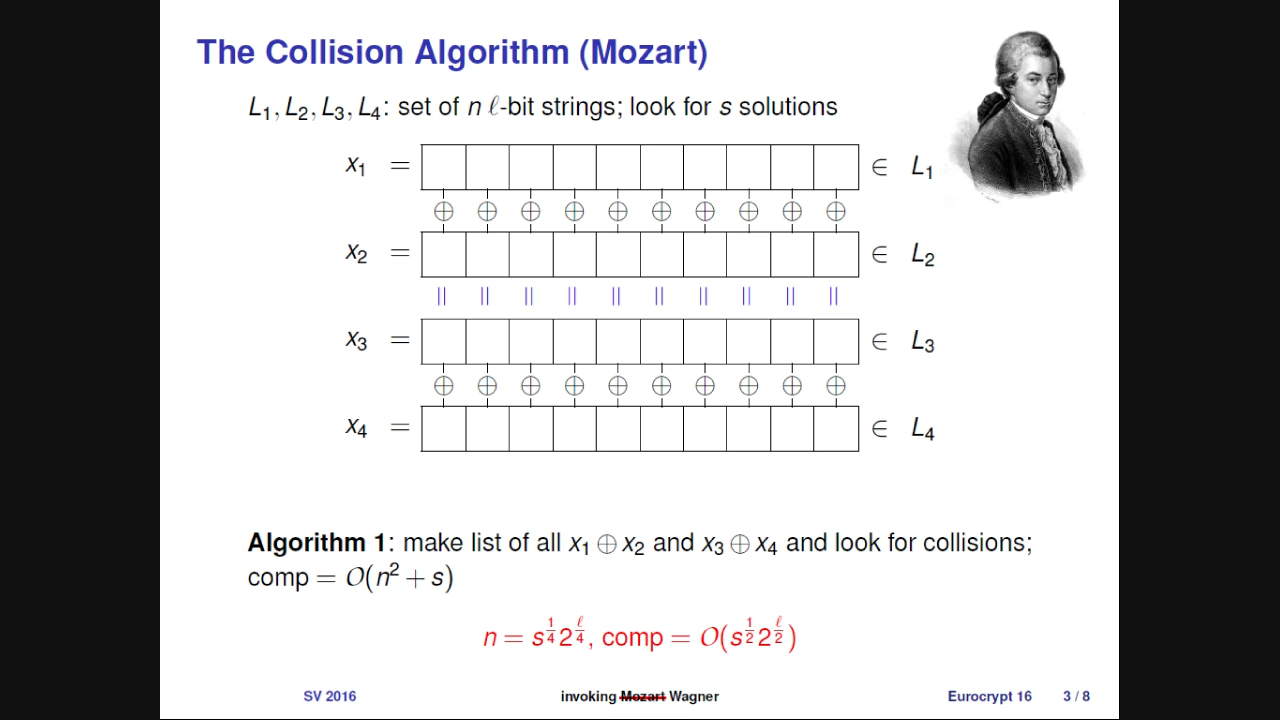 The Collision Algorithm (Mozart)
L₁, L₂, L₃, L₄: set of n ℓ-bit strings; look for s solutions
x₁ = ∈ L₁
⊕ ⊕ ⊕ ⊕ ⊕ ⊕ ⊕ ⊕ ⊕ ⊕
x₂ = ∈ L₂
|| || || || || || || || || ||
x₃ = ∈ L₃
⊕ ⊕ ⊕ ⊕ ⊕ ⊕ ⊕ ⊕ ⊕ ⊕
x₄ = ∈ L₄
Algorithm 1: make list of all x₁ ⊕ x₂ and x₃ ⊕ x₄ and look for collisions;
comp = O(n² + s)
n = s^{1/4} 2^{ℓ/4}, comp = O(s^{1/2} 2^{ℓ/2})
SV 2016 invoking Mozart Wagner Eurocrypt 16 3 / 8